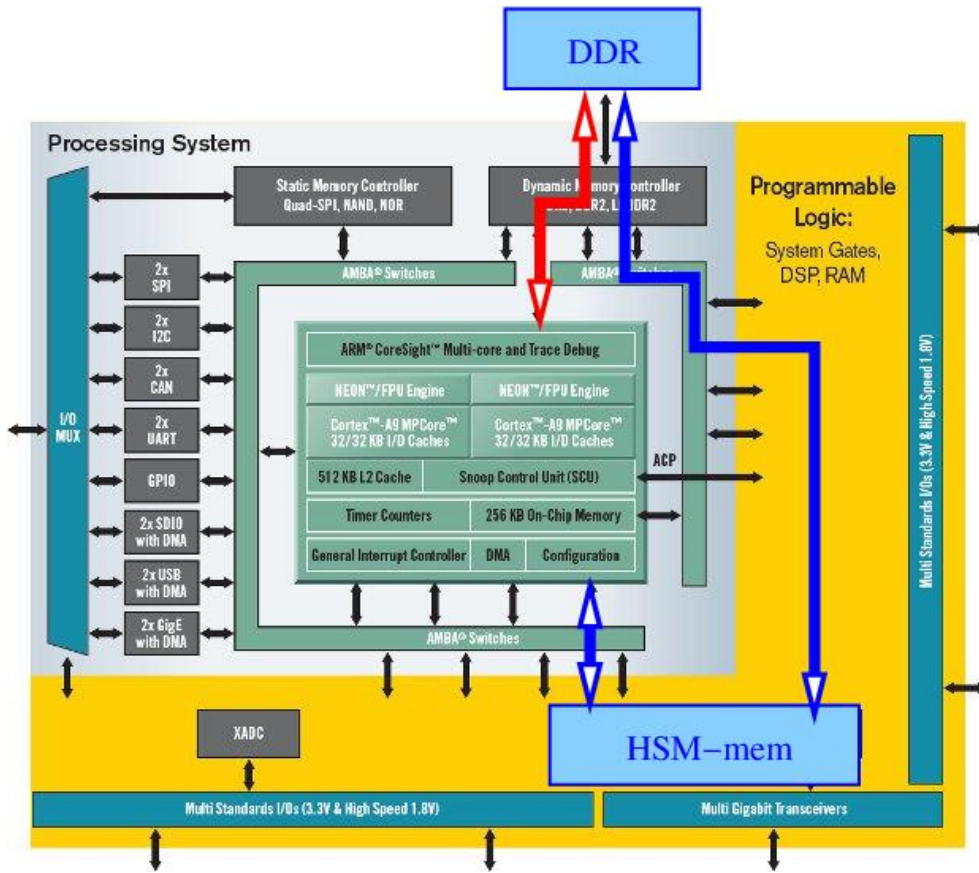 DDR
Processing System
Static Memory Controller
Quad-SPI, NAND, NOR
Dynamic Memory Controller
Programmable
Logic:
System Gates,
DSP, RAM
AMBA® Switches
AMBA® Switches
2x
SPI
2x
I2C
2x
CAN
2x
UART
GPIO
2x SDIO
with DMA
2x USB
with DMA
2x GigE
with DMA
I/O
MUX
ARM® CoreSight™ Multi-core and Trace Debug
NEON™/FPU Engine
NEON™/FPU Engine
Cortex™-A9 MPCore™
32/32 KB I/D Caches
Cortex™-A9 MPCore™
32/32 KB I/D Caches
512 KB L2 Cache
Snoop Control Unit (SCU)
ACP
Timer Counters
256 KB On-Chip Memory
General Interrupt Controller
DMA
Configuration
AMBA® Switches
Multi Standards I/Os (3.3V & High Speed 1.8V)
XADC
HSM-mem
Multi Standards I/Os (3.3V & High Speed 1.8V)
Multi Gigabit Transceivers